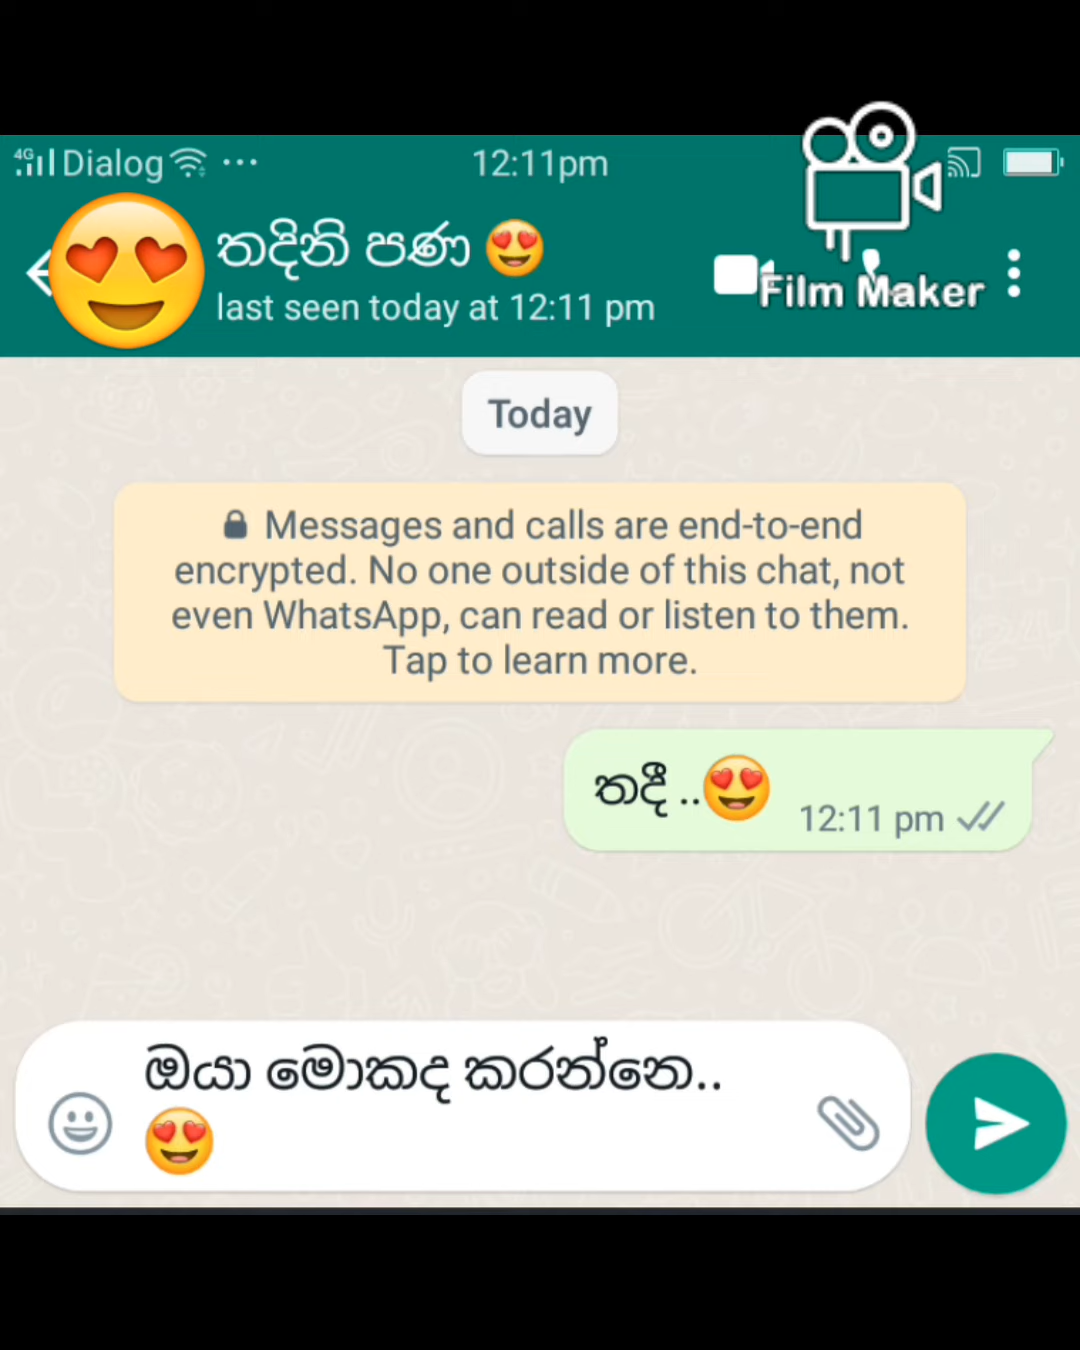 4G Dialog ... 12:11pm
තදිනි පණ 😍
last seen today at 12:11 pm
Film Maker
Today
Messages and calls are end-to-end
encrypted. No one outside of this chat, not
even WhatsApp, can read or listen to them.
Tap to learn more.
තදී ..😍
12:11 pm
ඔයා මොකද කරන්නෙ..
😍